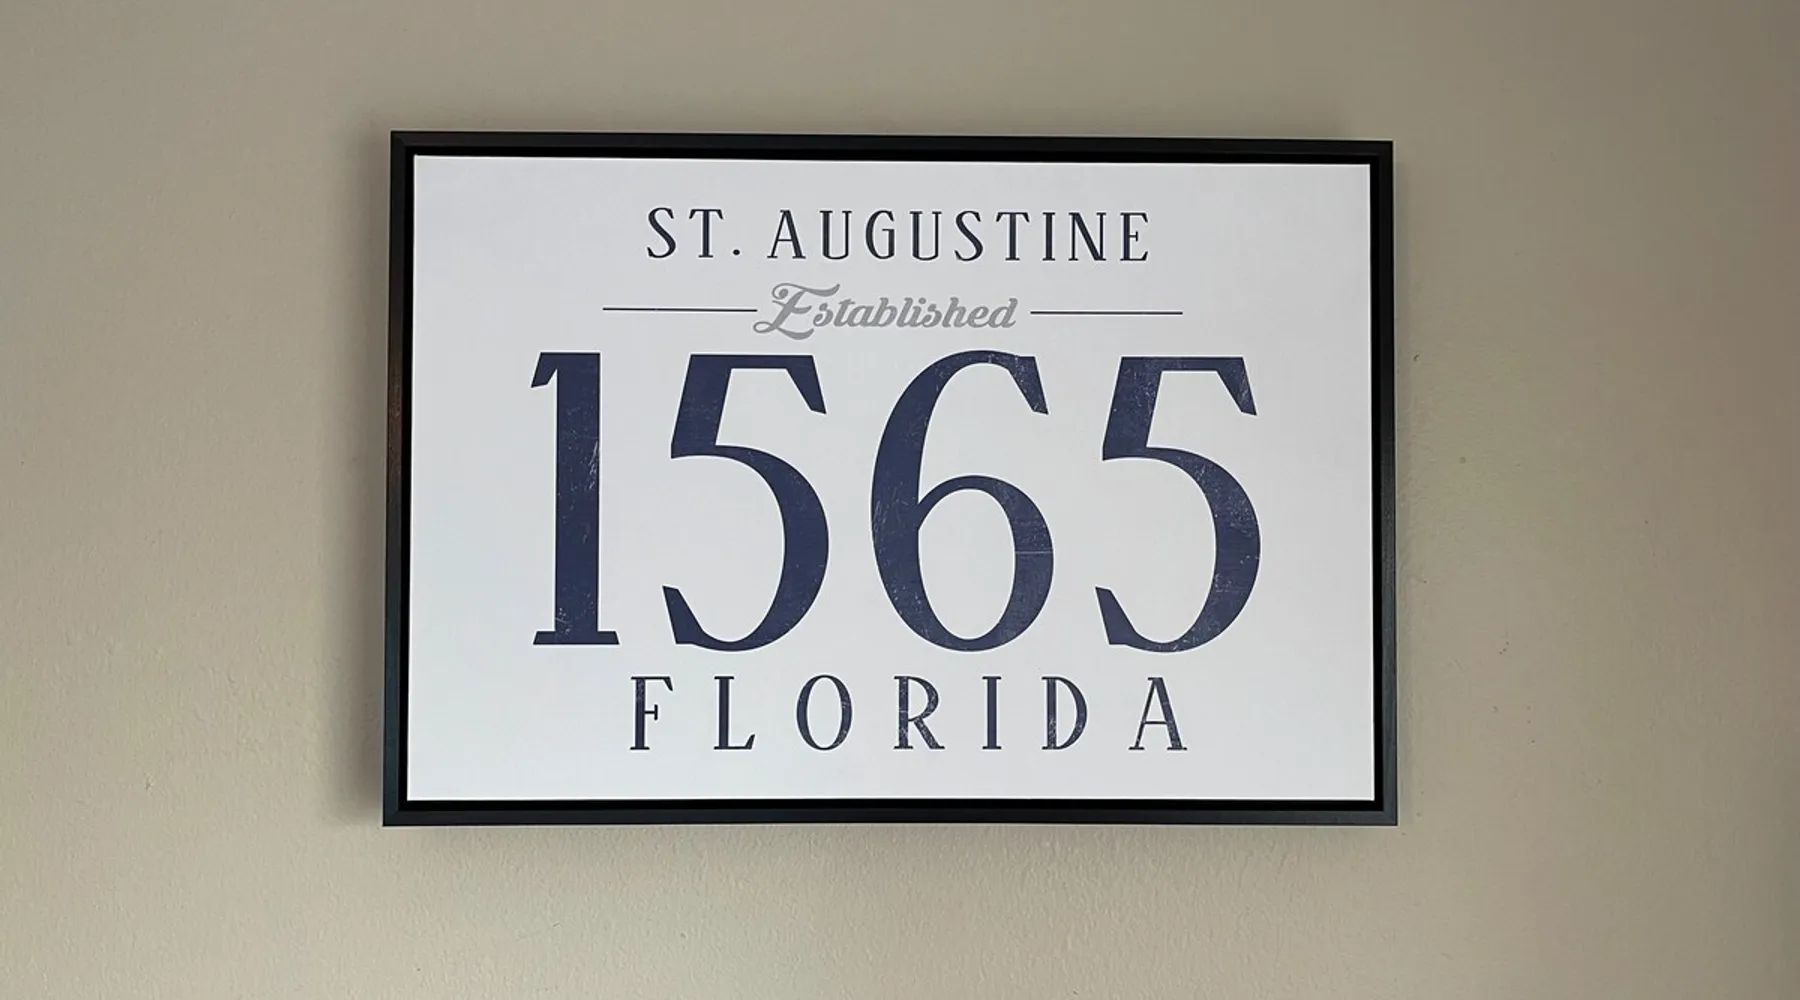 ST. AUGUSTINE
Established
1565
FLORIDA